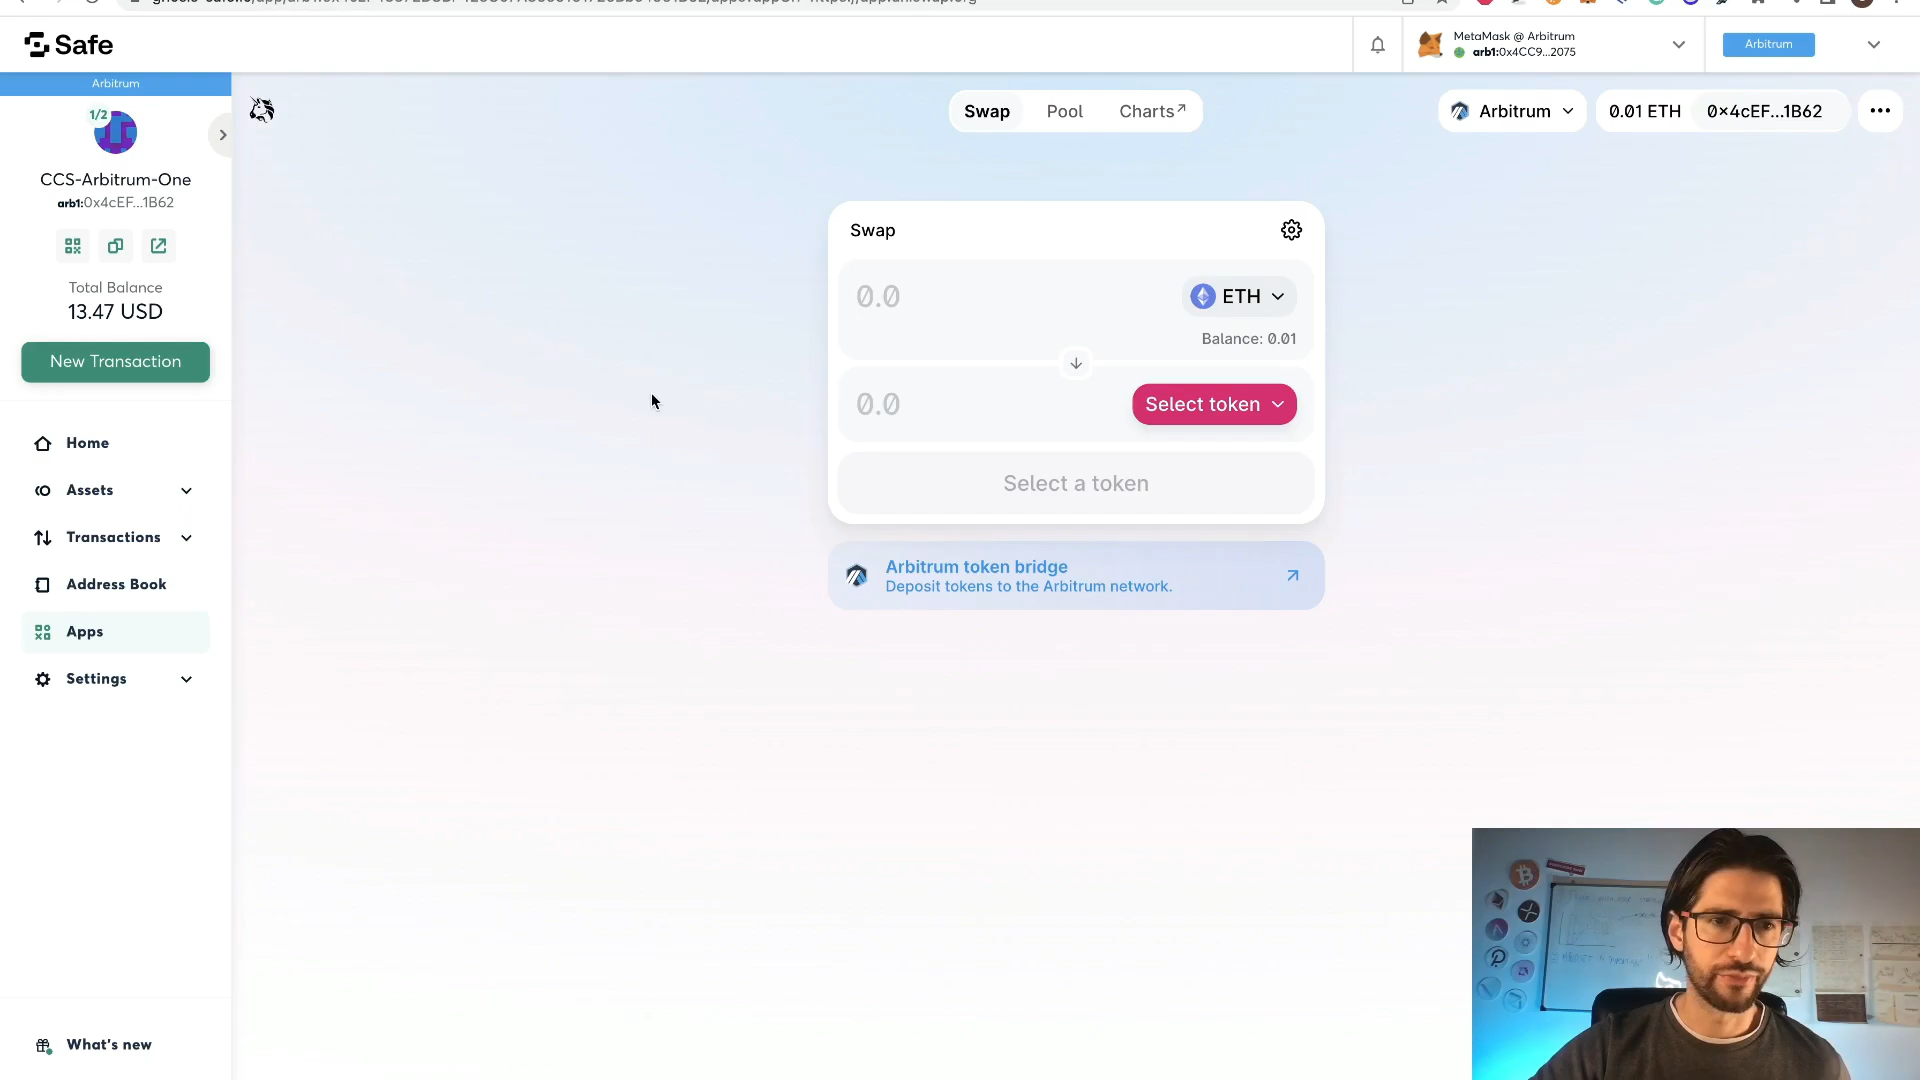 Safe
MetaMask @ Arbitrum
arb1:0x4CC9...2075
Arbitrum
Arbitrum
1/2
CCS-Arbitrum-One
arb1:0x4cEF...1B62
Total Balance
13.47 USD
New Transaction
Home
Assets
Transactions
Address Book
Apps
Settings
What's new
Swap
Pool
Charts↗
Arbitrum
0.01 ETH
0×4cEF...1B62
Swap
0.0
ETH
Balance: 0.01
0.0
Select token
Select a token
Arbitrum token bridge
Deposit tokens to the Arbitrum network.